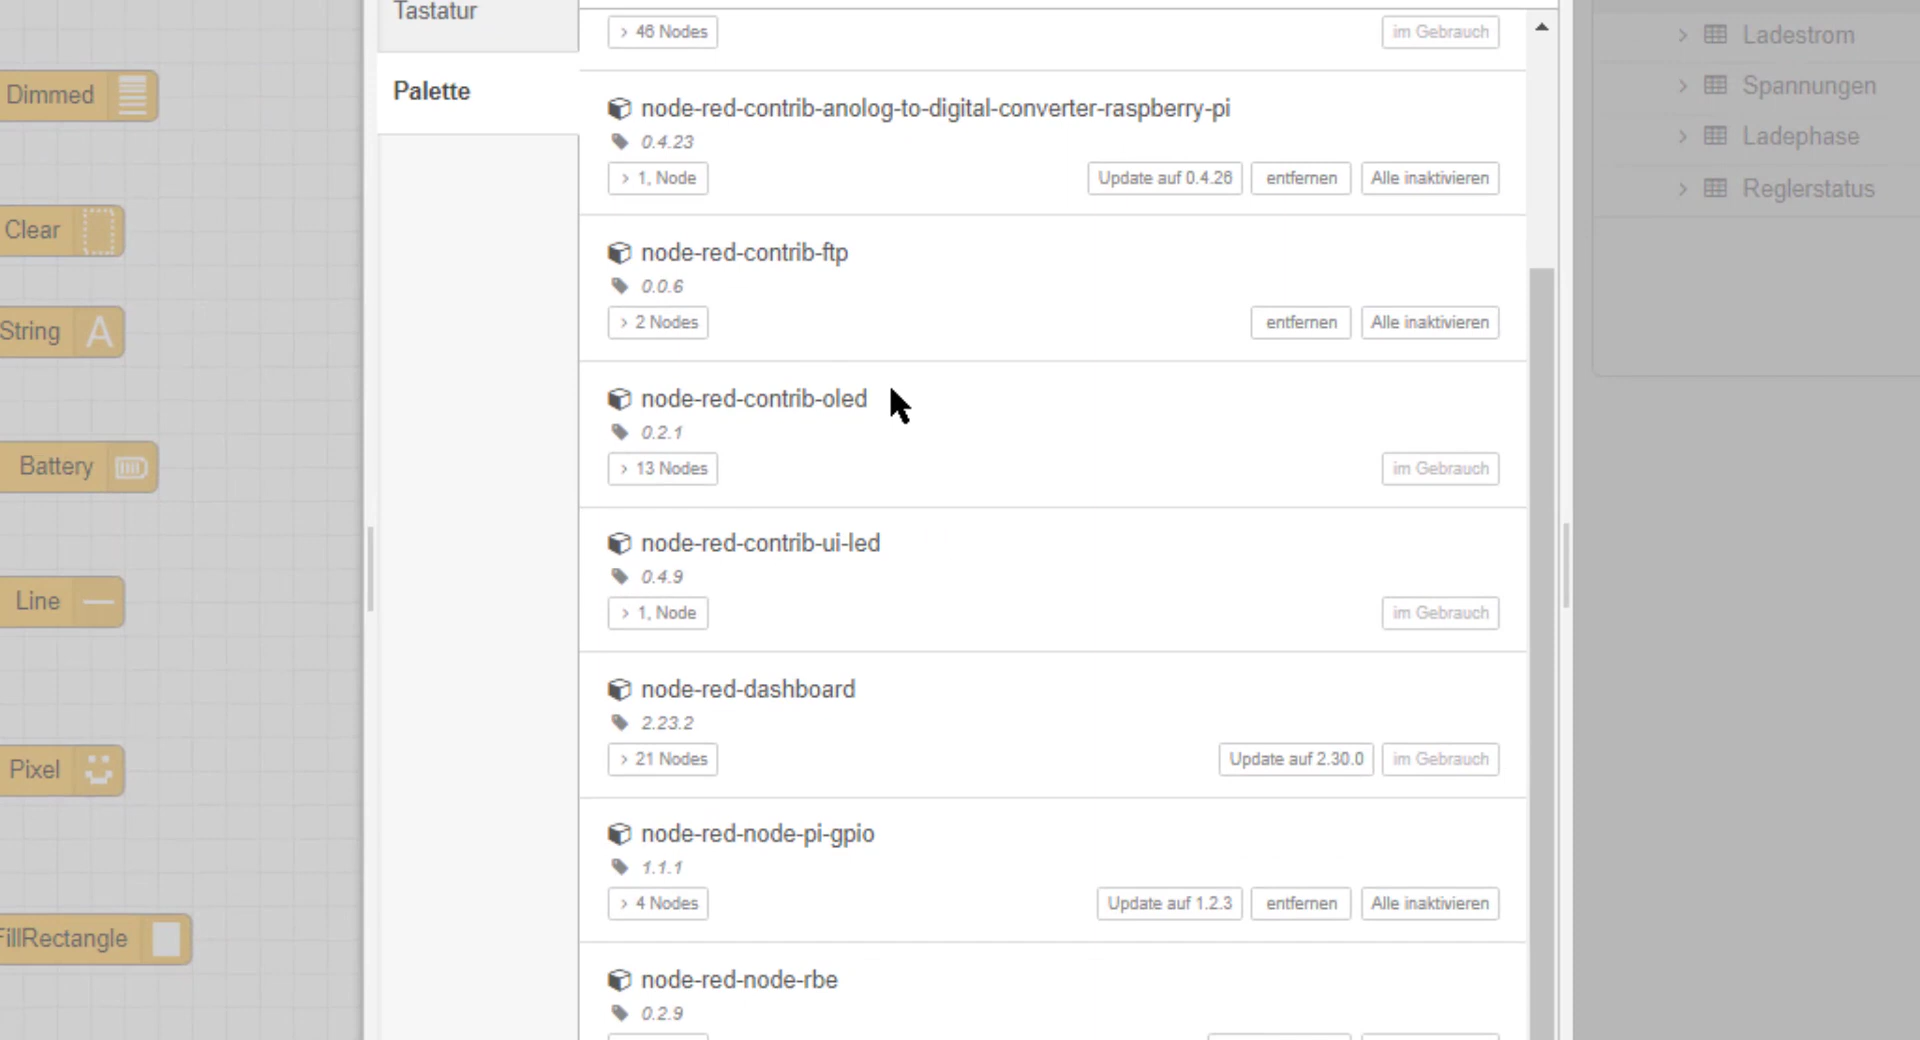 Tastatur
Palette
Dimmed
Clear
String
Battery
Line
Pixel
FillRectangle
> 46 Nodes im Gebrauch
node-red-contrib-anolog-to-digital-converter-raspberry-pi
0.4.23
> 1, Node Update auf 0.4.26 entfernen Alle inaktivieren
node-red-contrib-ftp
0.0.6
> 2 Nodes entfernen Alle inaktivieren
node-red-contrib-oled
0.2.1
> 13 Nodes im Gebrauch
node-red-contrib-ui-led
0.4.9
> 1, Node im Gebrauch
node-red-dashboard
2.23.2
> 21 Nodes Update auf 2.30.0 im Gebrauch
node-red-node-pi-gpio
1.1.1
> 4 Nodes Update auf 1.2.3 entfernen Alle inaktivieren
node-red-node-rbe
0.2.9
> Ladestrom
> Spannungen
> Ladephase
> Reglerstatus